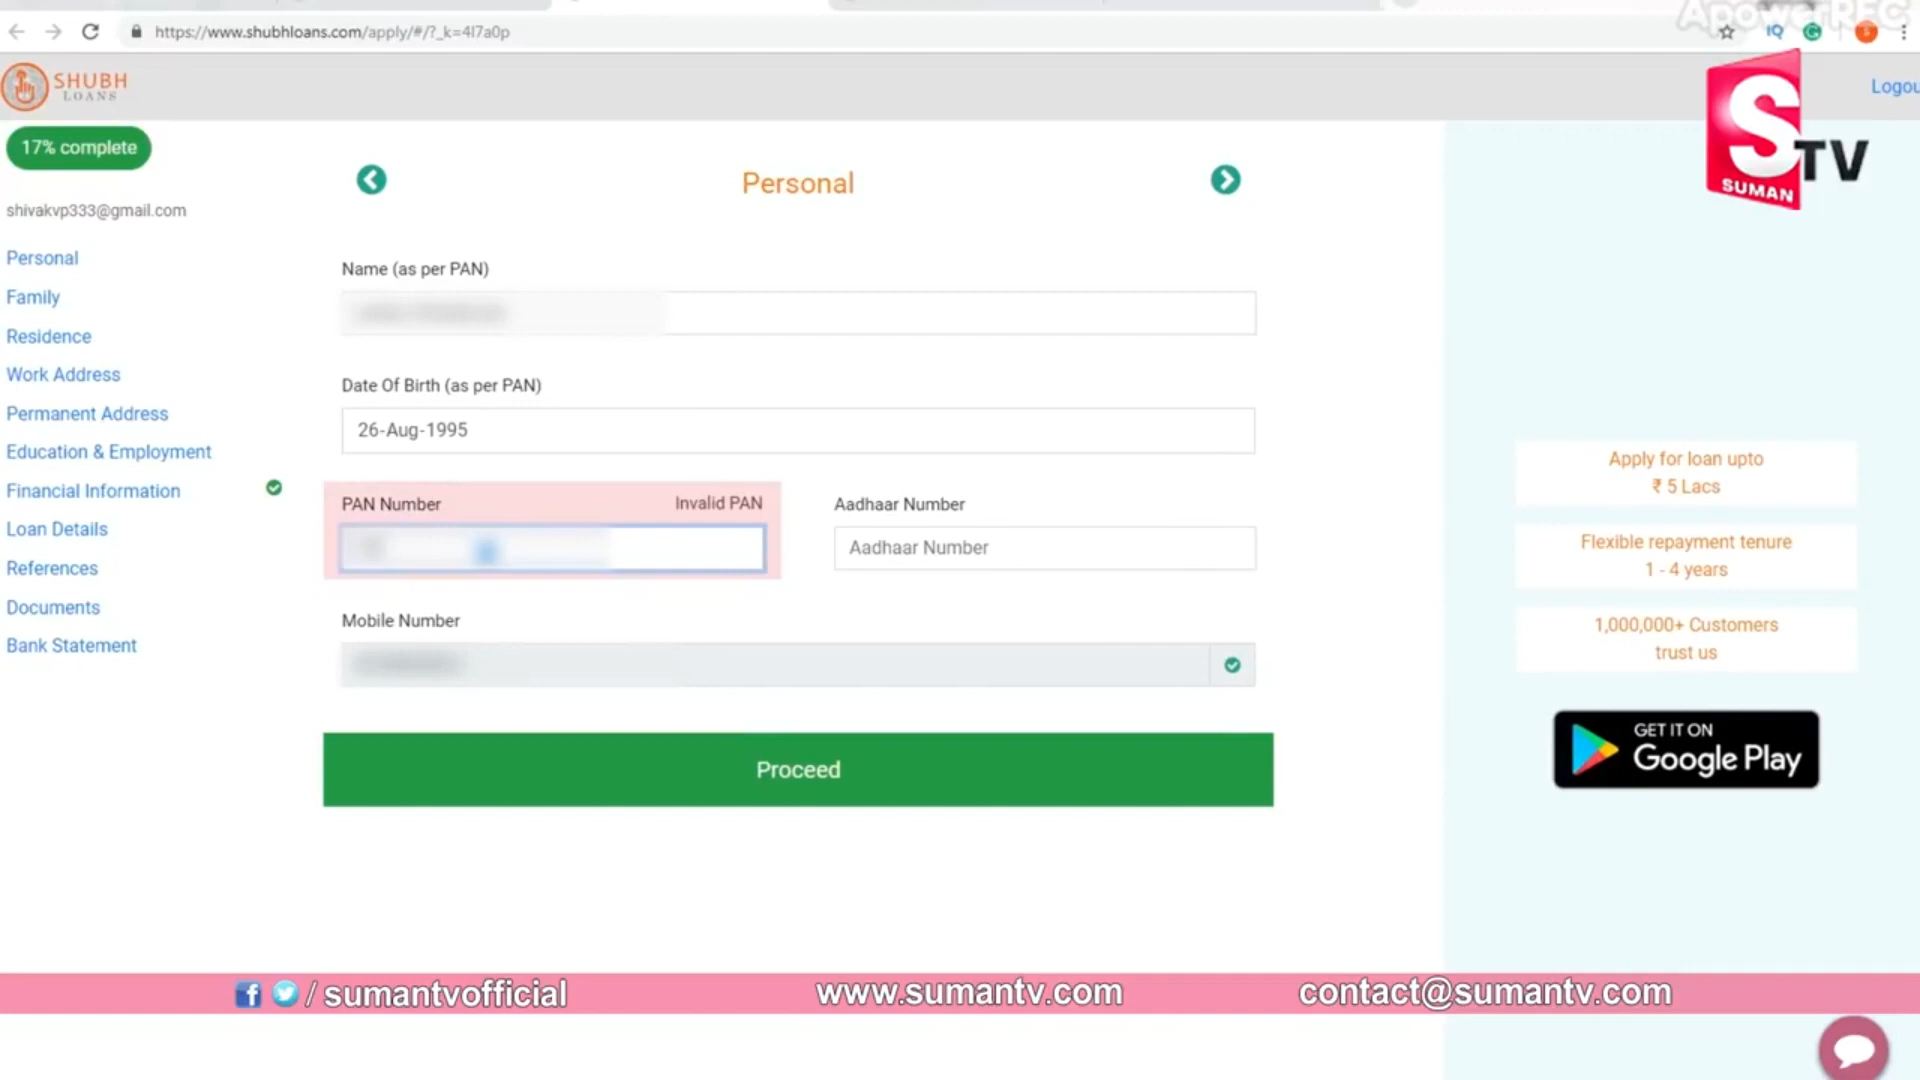 ApowerREC
https://www.shubhloans.com/apply/#/?_k=4l7a0p
IQ
SHUBH
LOANS
Logou
S
TV
SUMAN
17% complete
Personal
shivakvp333@gmail.com
Personal
Family
Residence
Work Address
Permanent Address
Education & Employment
Financial Information
Loan Details
References
Documents
Bank Statement
Name (as per PAN)
Date Of Birth (as per PAN)
26-Aug-1995
PAN Number
Invalid PAN
Aadhaar Number
Aadhaar Number
Mobile Number
Proceed
Apply for loan upto
₹ 5 Lacs
Flexible repayment tenure
1 - 4 years
1,000,000+ Customers
trust us
GET IT ON
Google Play
/ sumantvofficial
www.sumantv.com
contact@sumantv.com